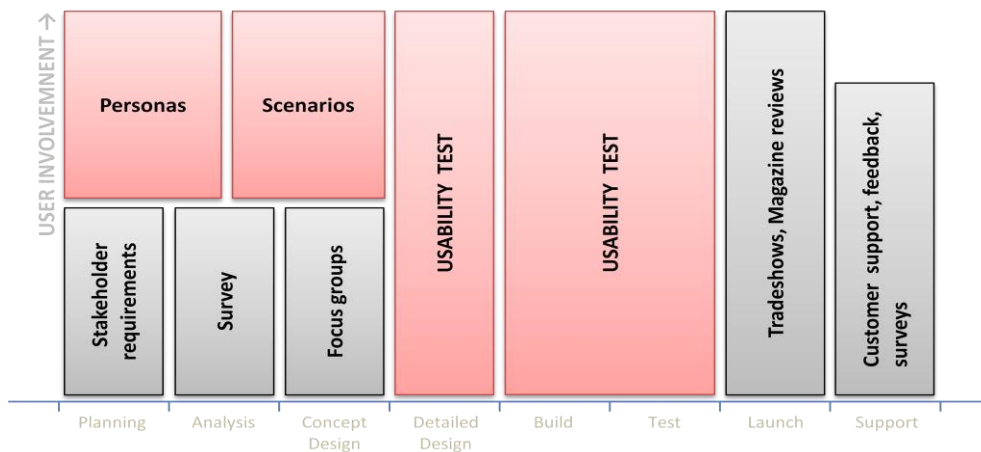 USER INVOLVEMNENT →
Personas
Scenarios
Stakeholder
requirements
Survey
Focus groups
USABILITY TEST
USABILITY TEST
Tradeshows, Magazine reviews
Customer support, feedback,
surveys
Planning
Analysis
Concept
Design
Detailed
Design
Build
Test
Launch
Support